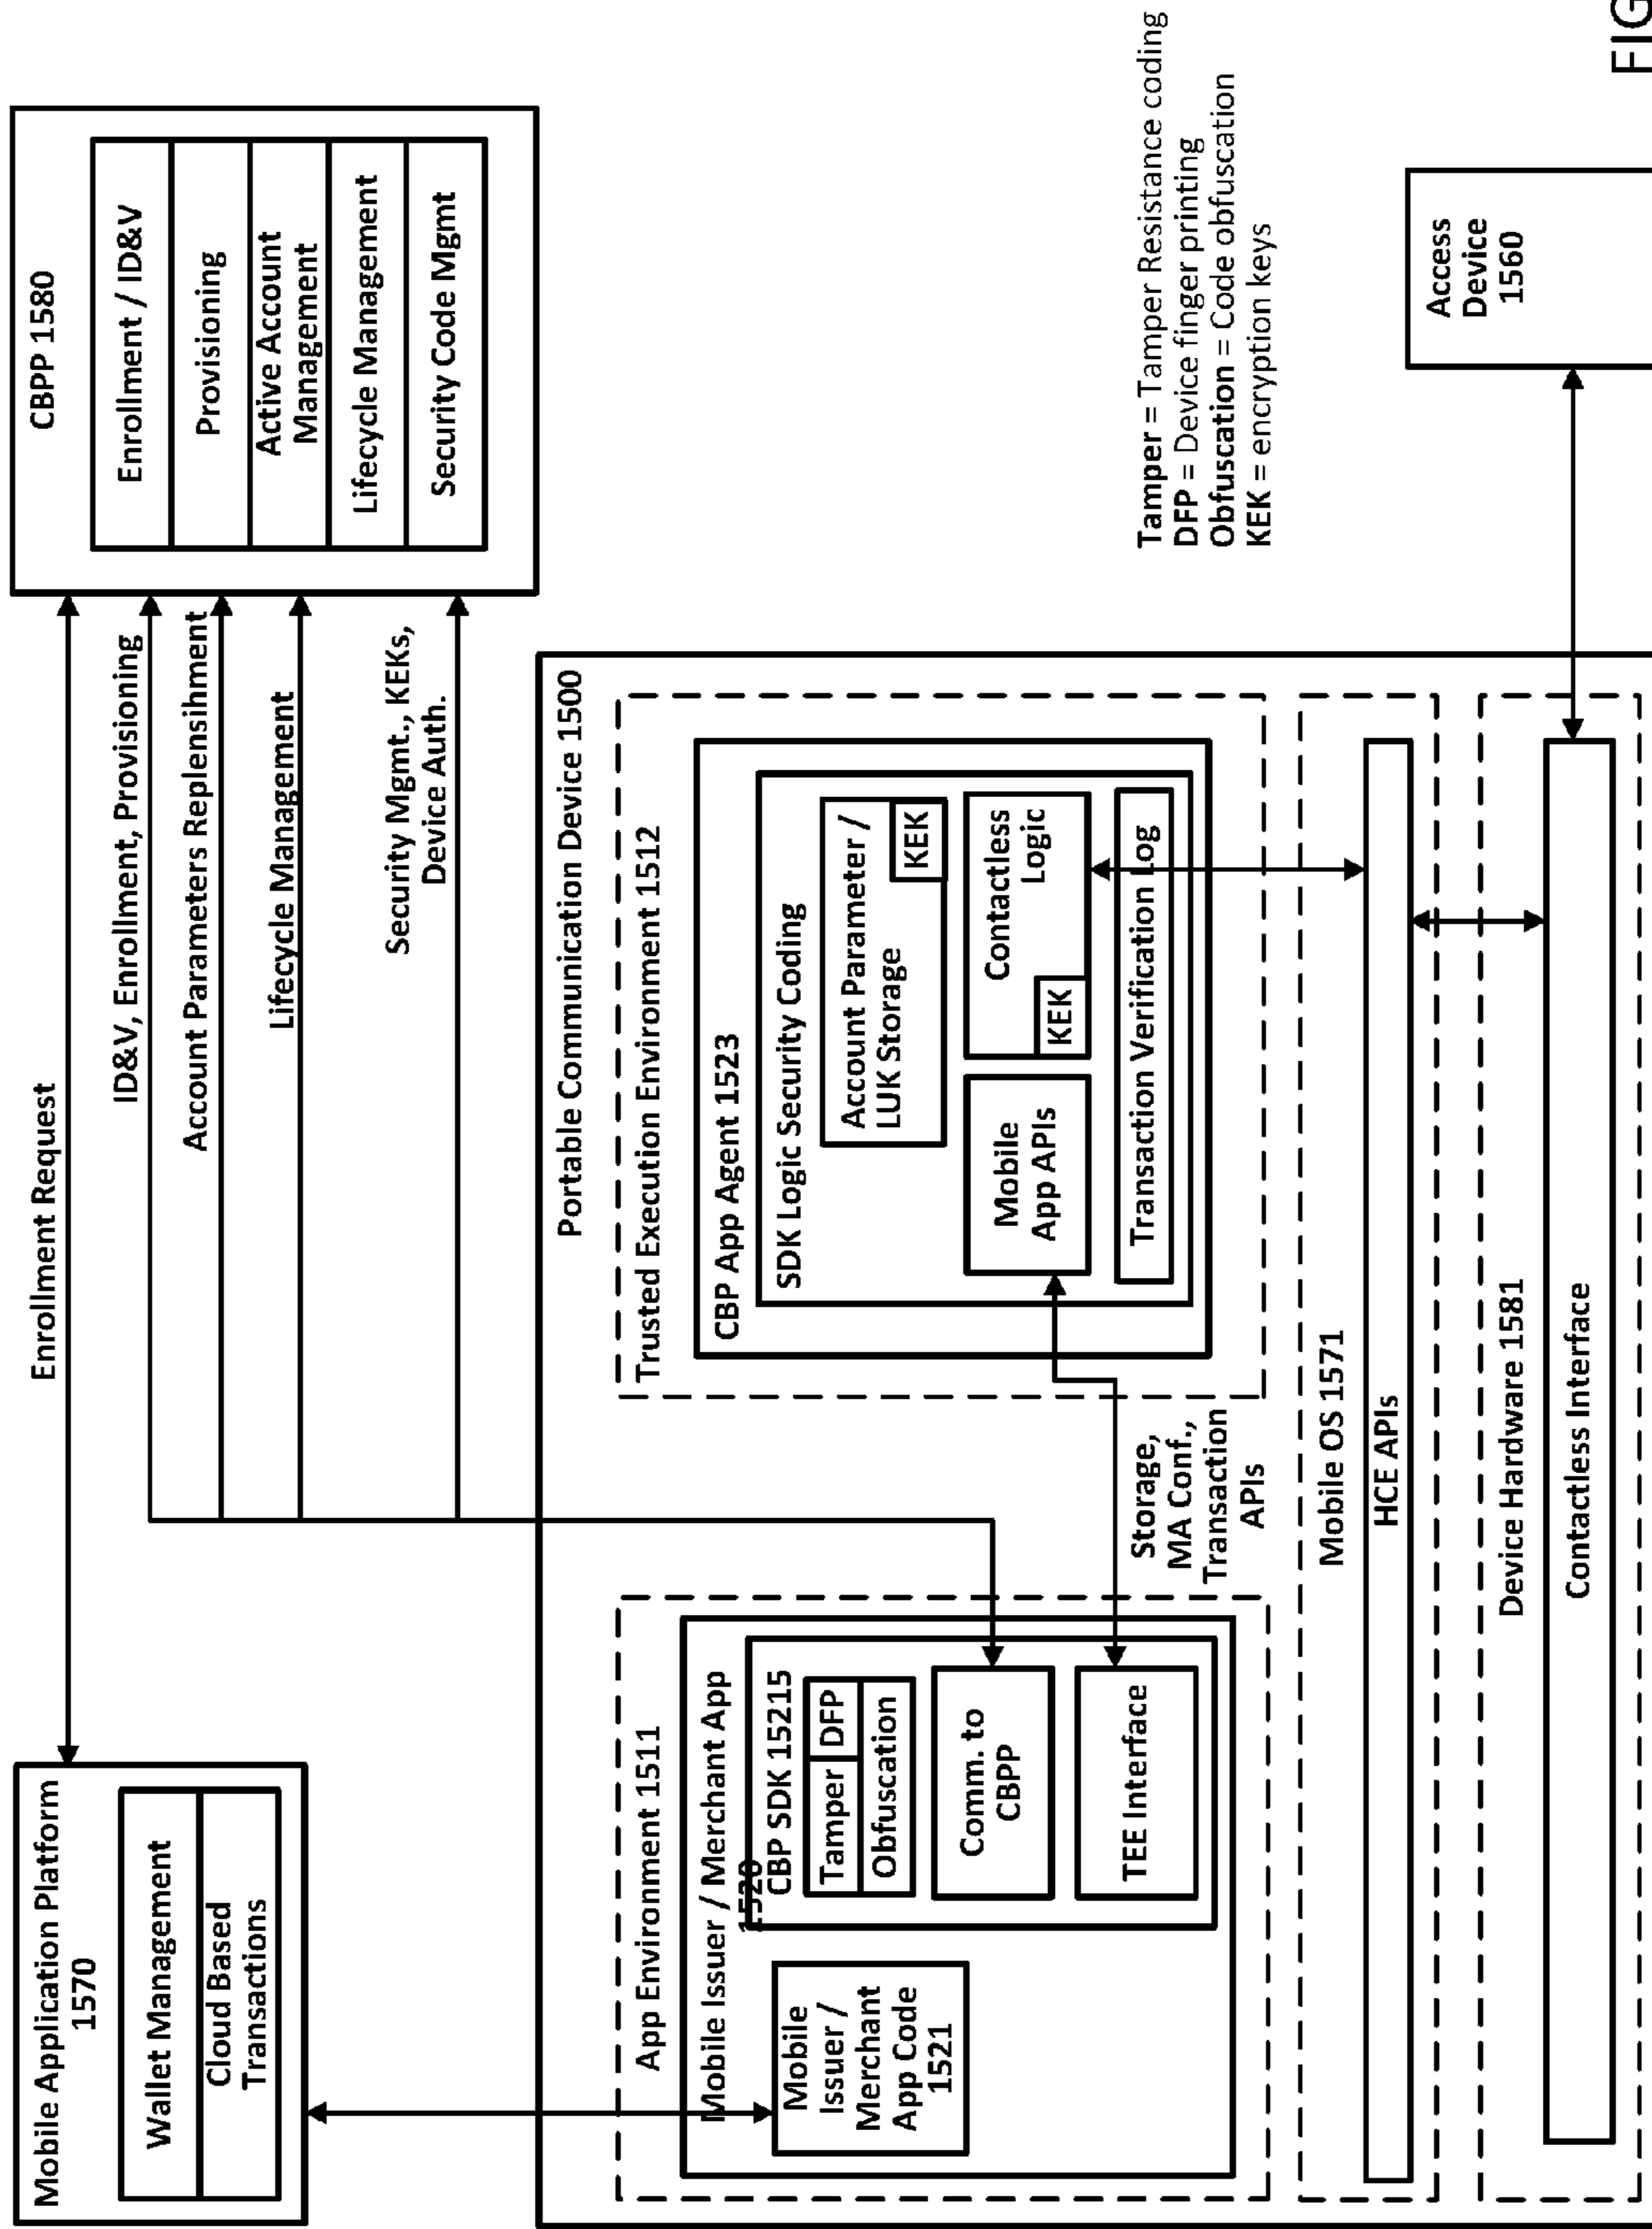 Mobile Application Platform
1570
Wallet Management
Cloud Based
Transactions
Enrollment Request
ID&V, Enrollment, Provisioning
Account Parameters Replensihment
Lifecycle Management
Security Mgmt., KEKs,
Device Auth.
CBPP 1580
Enrollment / ID&V
Provisioning
Active Account
Management
Lifecycle Management
Security Code Mgmt
Portable Communication Device 1500
App Environment 1511
Mobile Issuer / Merchant App
1520
Mobile
Issuer /
Merchant
App Code
1521
CBP SDK 15215
Tamper DFP
Obfuscation
Comm. to
CBPP
TEE Interface
Storage,
MA Conf.,
Transaction
APIs
Trusted Execution Environment 1512
CBP App Agent 1523
SDK Logic Security Coding
Account Parameter /
LUK Storage
KEK
Mobile
App APIs
Contactless
Logic
KEK
Transaction Verification Log
Mobile OS 1571
HCE APIs
Device Hardware 1581
Contactless Interface
Tamper = Tamper Resistance coding
DFP = Device finger printing
Obfuscation = Code obfuscation
KEK = encryption keys
Access
Device
1560
FIG